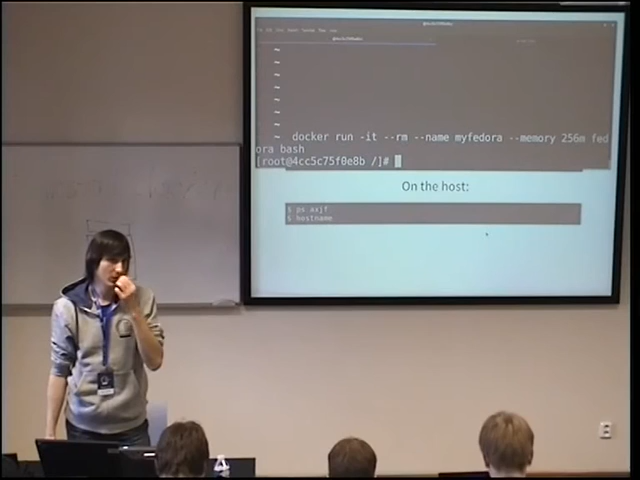 ~
~
~
~
~
~
~
~ docker run -it --rm --name myfedora --memory 256m fed
ora bash
[root@4cc5c75f0e8b /]#
On the host:
$ ps axjf
$ hostname